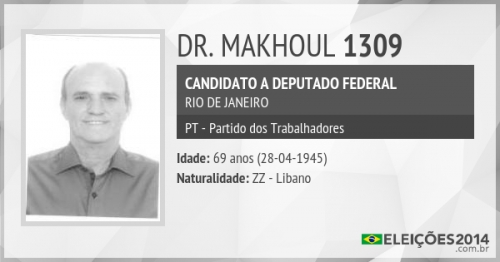 DR. MAKHOUL 1309
CANDIDATO A DEPUTADO FEDERAL
RIO DE JANEIRO
PT - Partido dos Trabalhadores
Idade: 69 anos (28-04-1945)
Naturalidade: ZZ - Libano
ELEIÇÕES2014
.com.br